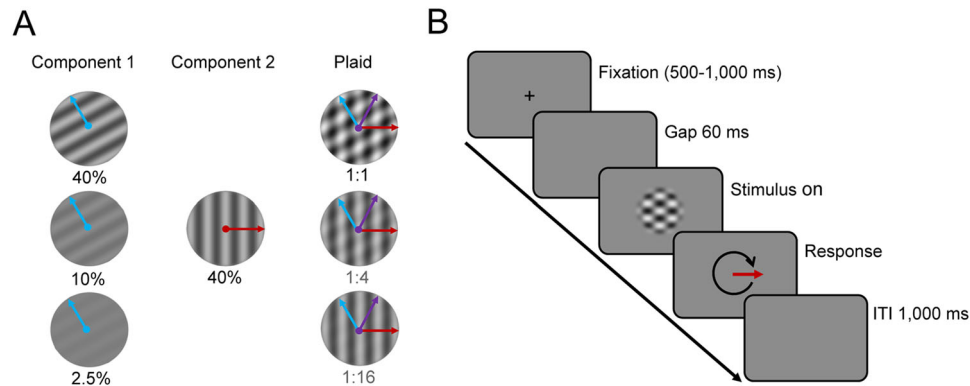 A
Component 1
Component 2
Plaid
40%
1:1
10%
40%
1:4
2.5%
1:16
B
Fixation (500-1,000 ms)
Gap 60 ms
Stimulus on
Response
ITI 1,000 ms